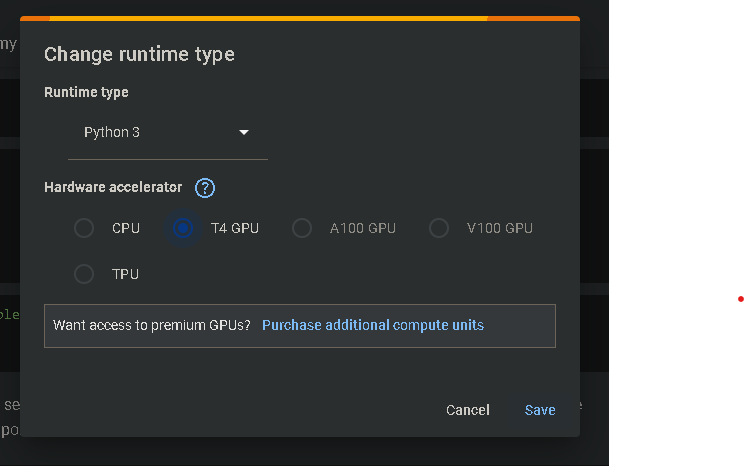 my
Change runtime type
Runtime type
Python 3
Hardware accelerator ?
CPU T4 GPU A100 GPU V100 GPU
TPU
ble
Want access to premium GPUs? Purchase additional compute units
se e
Cancel Save
po